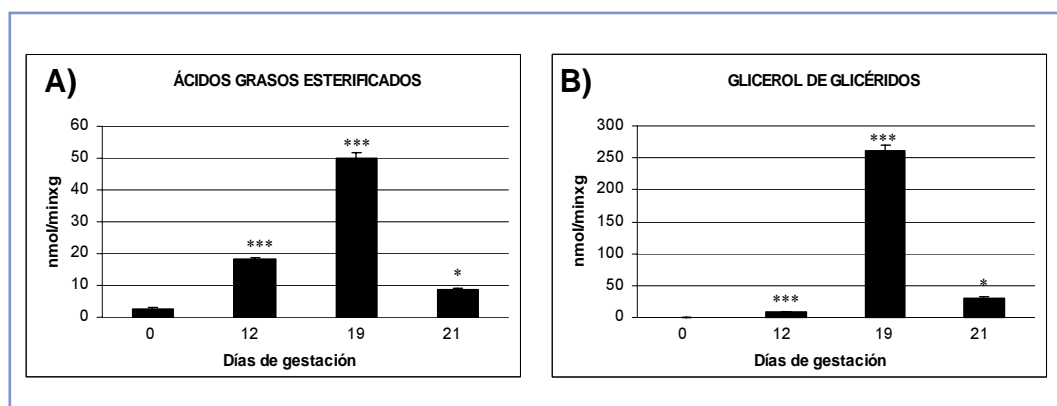 A)
ÁCIDOS GRASOS ESTERIFICADOS
60
50
40
30
20
10
0
nmol/minxg
***
***
*
0 12 19 21
Días de gestación
B)
GLICEROL DE GLICÉRIDOS
300
250
200
150
100
50
0
nmol/minxg
***
***
*
0 12 19 21
Días de gestación